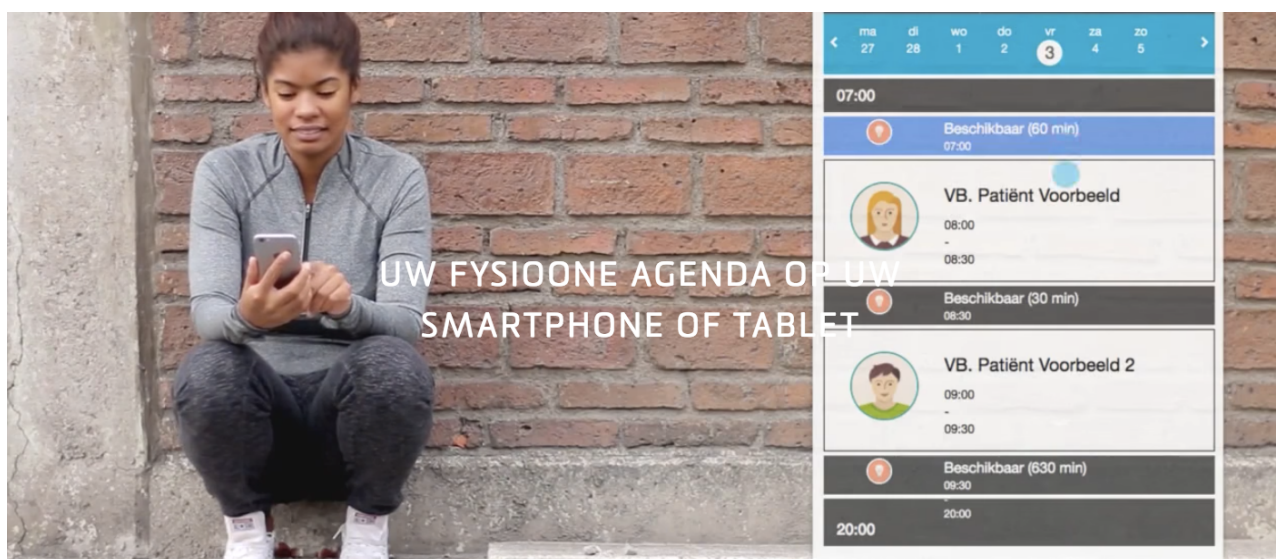 ma di wo do vr za zo
27 28 1 2 3 4 5
07:00
Beschikbaar (60 min)
07:00
VB. Patiënt Voorbeeld
08:00
-
08:30
UW FYSIOONE AGENDA OP UW
SMARTPHONE OF TABLET
Beschikbaar (30 min)
08:30
VB. Patiënt Voorbeeld 2
09:00
-
09:30
Beschikbaar (630 min)
09:30
-
20:00
20:00